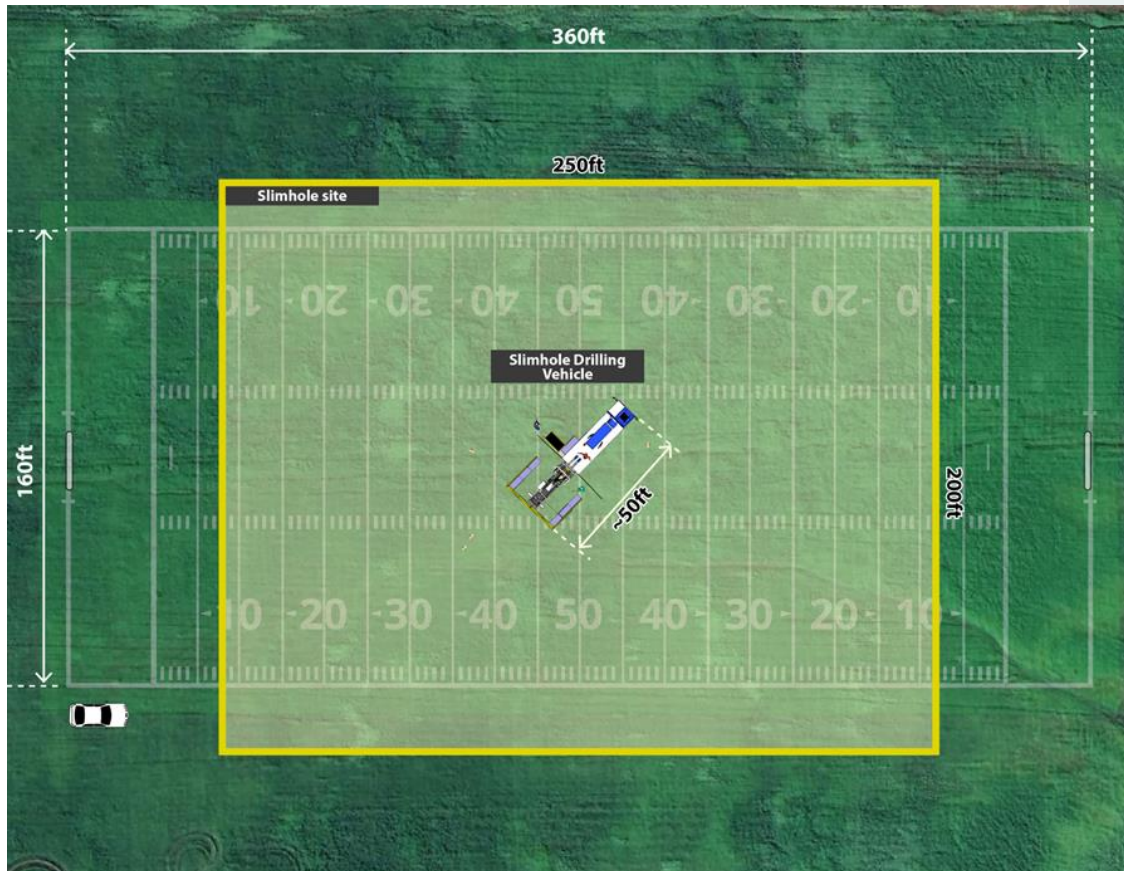 360ft
250ft
Slimhole site
10 -20 -30 -40 50 40- 30- 20- 10
Slimhole Drilling
Vehicle
160ft
200ft
~50ft
-10 -20 -30 -40 50 40- 30- 20- 10